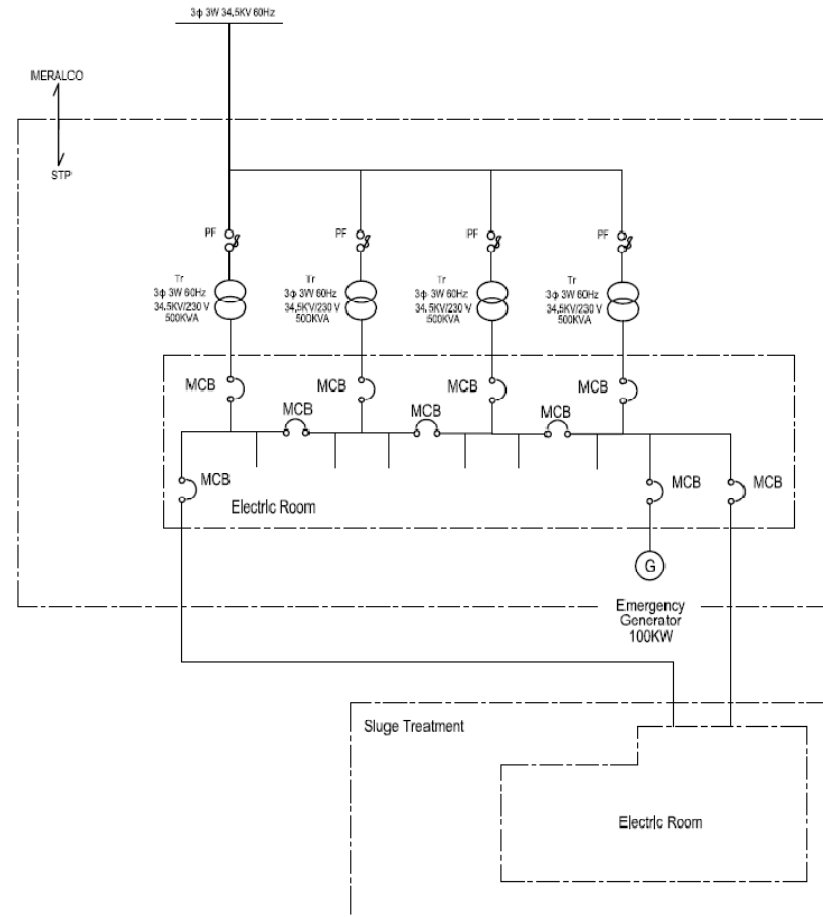 3φ 3W 34.5KV 60Hz
MERALCO
STP
PF
PF
PF
PF
Tr
3φ 3W 60Hz
34.5KV/230 V
500KVA
Tr
3φ 3W 60Hz
34.5KV/230 V
500KVA
Tr
3φ 3W 60Hz
34.5KV/230 V
500KVA
Tr
3φ 3W 60Hz
34.5KV/230 V
500KVA
MCB
MCB
MCB
MCB
MCB
MCB
MCB
MCB
MCB
MCB
Electric Room
G
Emergency
Generator
100KW
Sluge Treatment
Electric Room